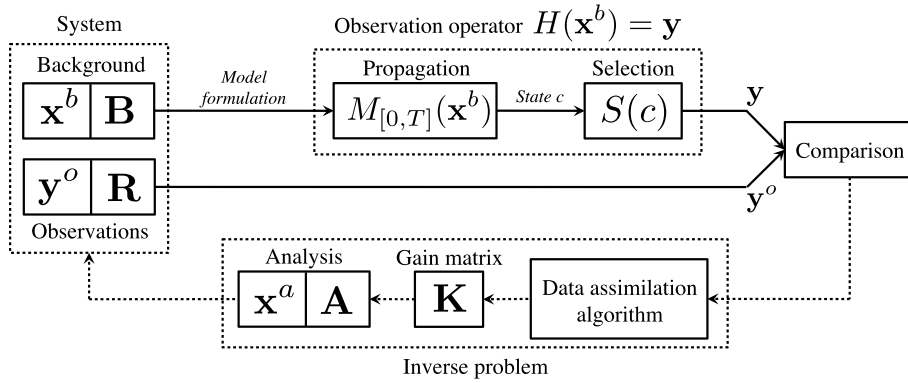 System
Observation operator H(x^b) = y
Background
Propagation
Selection
x^b B
Model
formulation
M_[0,T](x^b)
State c
S(c)
y
Comparison
y^o R
y^o
Observations
Analysis
Gain matrix
x^a A
K
Data assimilation
algorithm
Inverse problem